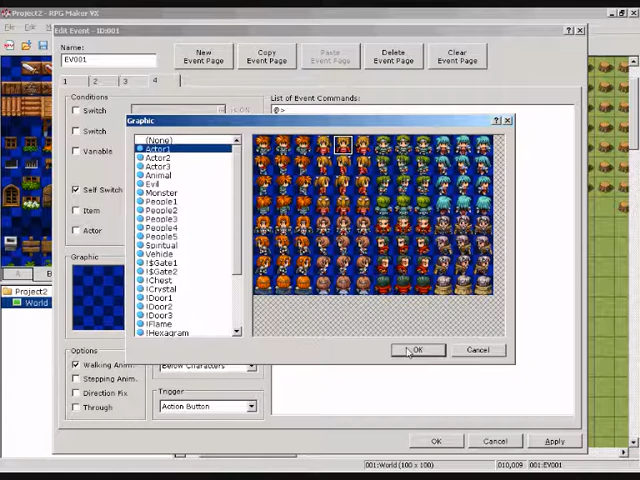 Project2 - RPG Maker VX
Edit Event - ID:001
Name:
EV001
New
Event Page
Copy
Event Page
Paste
Event Page
Delete
Event Page
Clear
Event Page
1 2 3 4
Conditions
Switch
is ON
Switch
Variable
Self Switch
Item
Actor
List of Event Commands:
@>
Graphic
(None)
Actor1
Actor2
Actor3
Animal
Evil
Monster
People1
People2
People3
People4
People5
Spiritual
Vehicle
!$Gate1
!$Gate2
!Chest
!Crystal
!Door1
!Door2
!Door3
!Flame
!Hexagram
OK
Cancel
Graphic:
Options
Walking Anim.
Stepping Anim.
Direction Fix
Through
Below Characters
Trigger
Action Button
A
Project2
World
OK
Cancel
Apply
001:World (100 x 100)
010,009
001:EV001